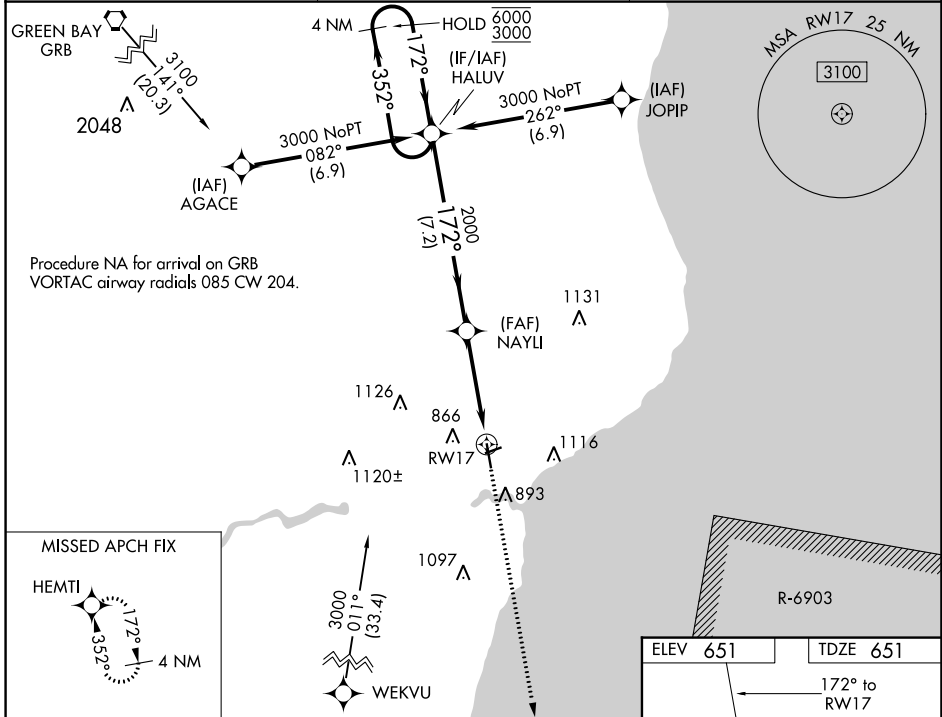 GREEN BAY
GRB
3100
141°
(20.3)
2048
4 NM
HOLD 6000
3000
172°
352°
(IF/IAF)
HALUV
3000 NoPT
082°
(6.9)
(IAF)
AGACE
3000 NoPT
262°
(6.9)
(IAF)
JOPIP
MSA RW17 25 NM
3100
2000
172°
(7.2)
Procedure NA for arrival on GRB
VORTAC airway radials 085 CW 204.
(FAF)
NAYLI
1131
1126
866
RW17
1116
1120±
893
1097
MISSED APCH FIX
HEMTI
172°
352°
4 NM
3000
011°
(33.4)
WEKVU
R-6903
ELEV 651
TDZE 651
172° to
RW17